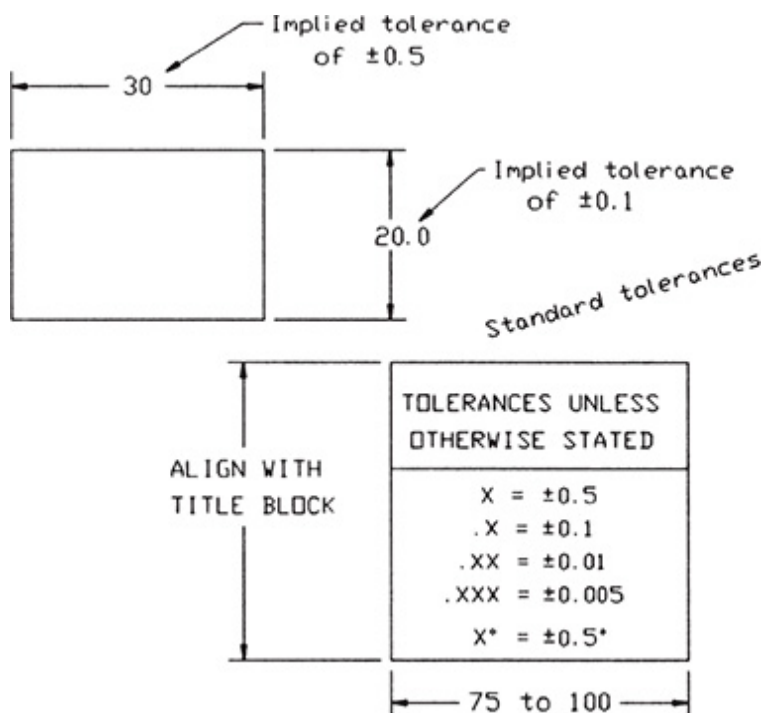 Implied tolerance
of ±0.5
30
Implied tolerance
of ±0.1
20.0
Standard tolerances
TOLERANCES UNLESS
OTHERWISE STATED
ALIGN WITH
TITLE BLOCK
X = ±0.5
.X = ±0.1
.XX = ±0.01
.XXX = ±0.005
X° = ±0.5°
75 to 100